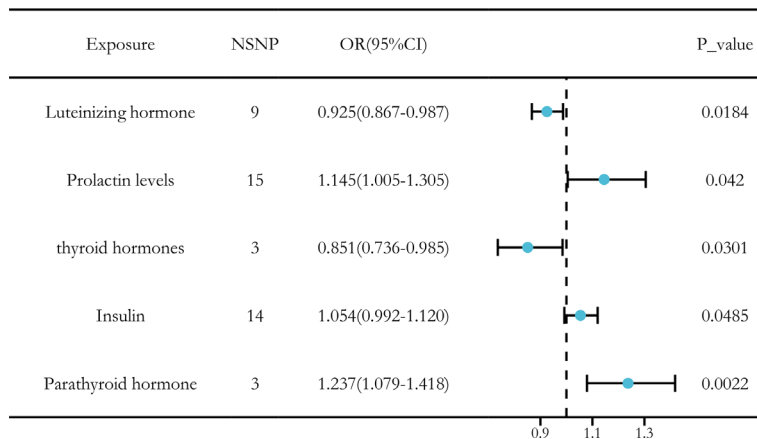 Exposure NSNP OR(95%CI) P_value
Luteinizing hormone 9 0.925(0.867-0.987) 0.0184
Prolactin levels 15 1.145(1.005-1.305) 0.042
thyroid hormones 3 0.851(0.736-0.985) 0.0301
Insulin 14 1.054(0.992-1.120) 0.0485
Parathyroid hormone 3 1.237(1.079-1.418) 0.0022
0.9 1.1 1.3